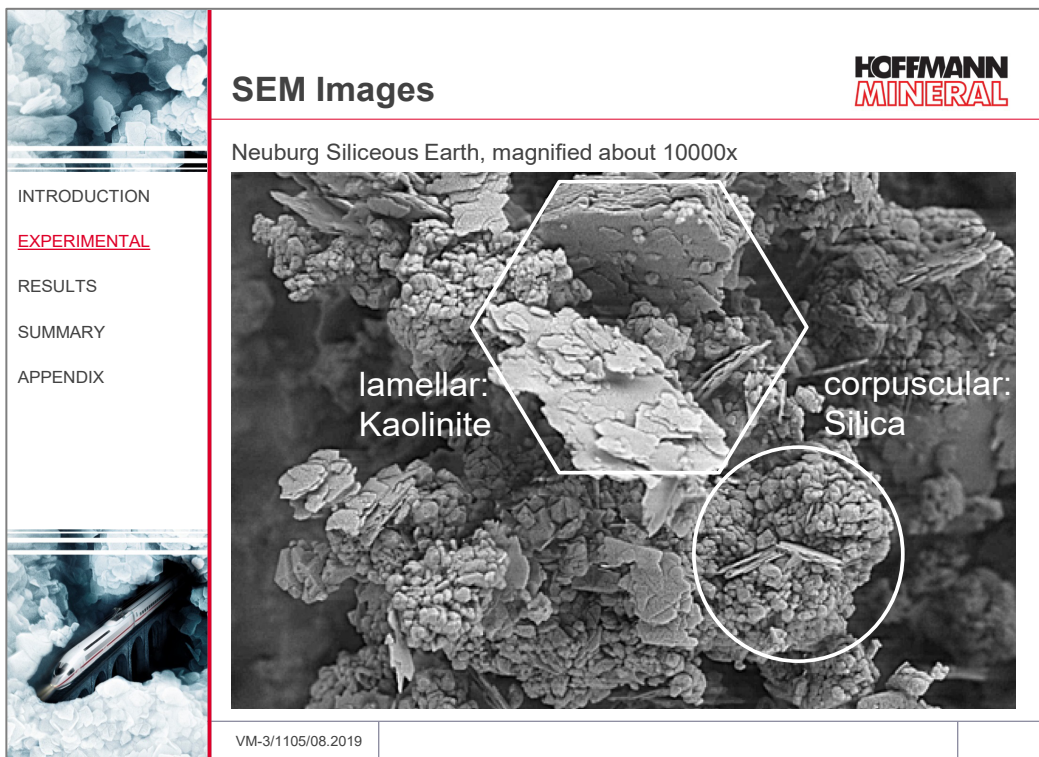 SEM Images
HOFFMANN
MINERAL
Neuburg Siliceous Earth, magnified about 10000x
INTRODUCTION
EXPERIMENTAL
RESULTS
SUMMARY
APPENDIX
lamellar:
Kaolinite
corpuscular:
Silica
VM-3/1105/08.2019